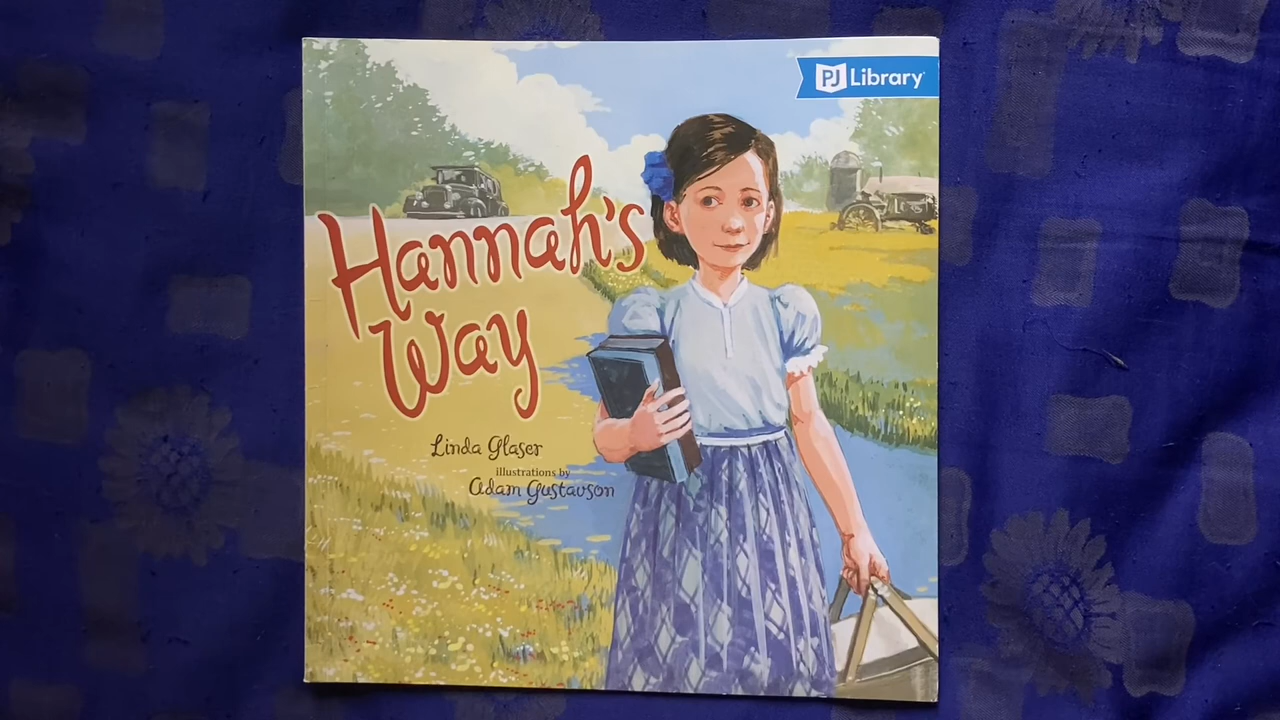 PJ Library
Hannah's
Way
Linda Glaser
illustrations by
Adam Gustavson